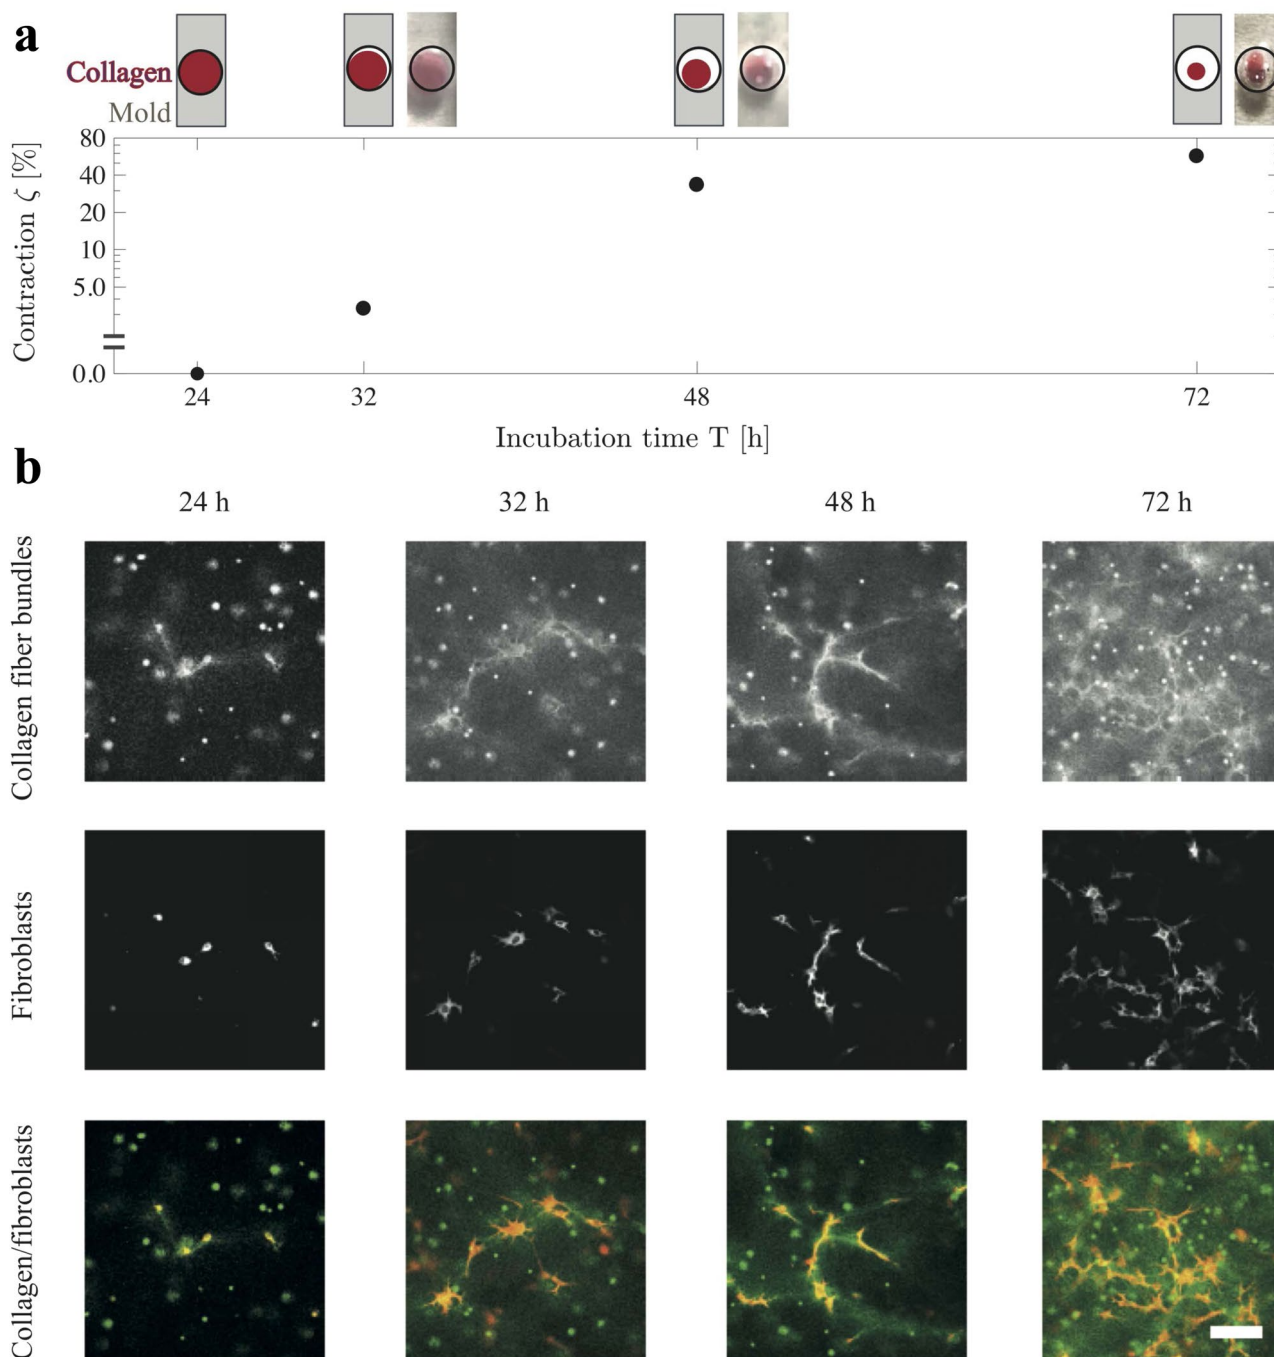 a
Collagen
Mold
Contraction ζ [%]
80
40
20
10
5.0
0.0
24 32 48 72
Incubation time T [h]
b
24 h 32 h 48 h 72 h
Collagen fiber bundles
Fibroblasts
Collagen/fibroblasts